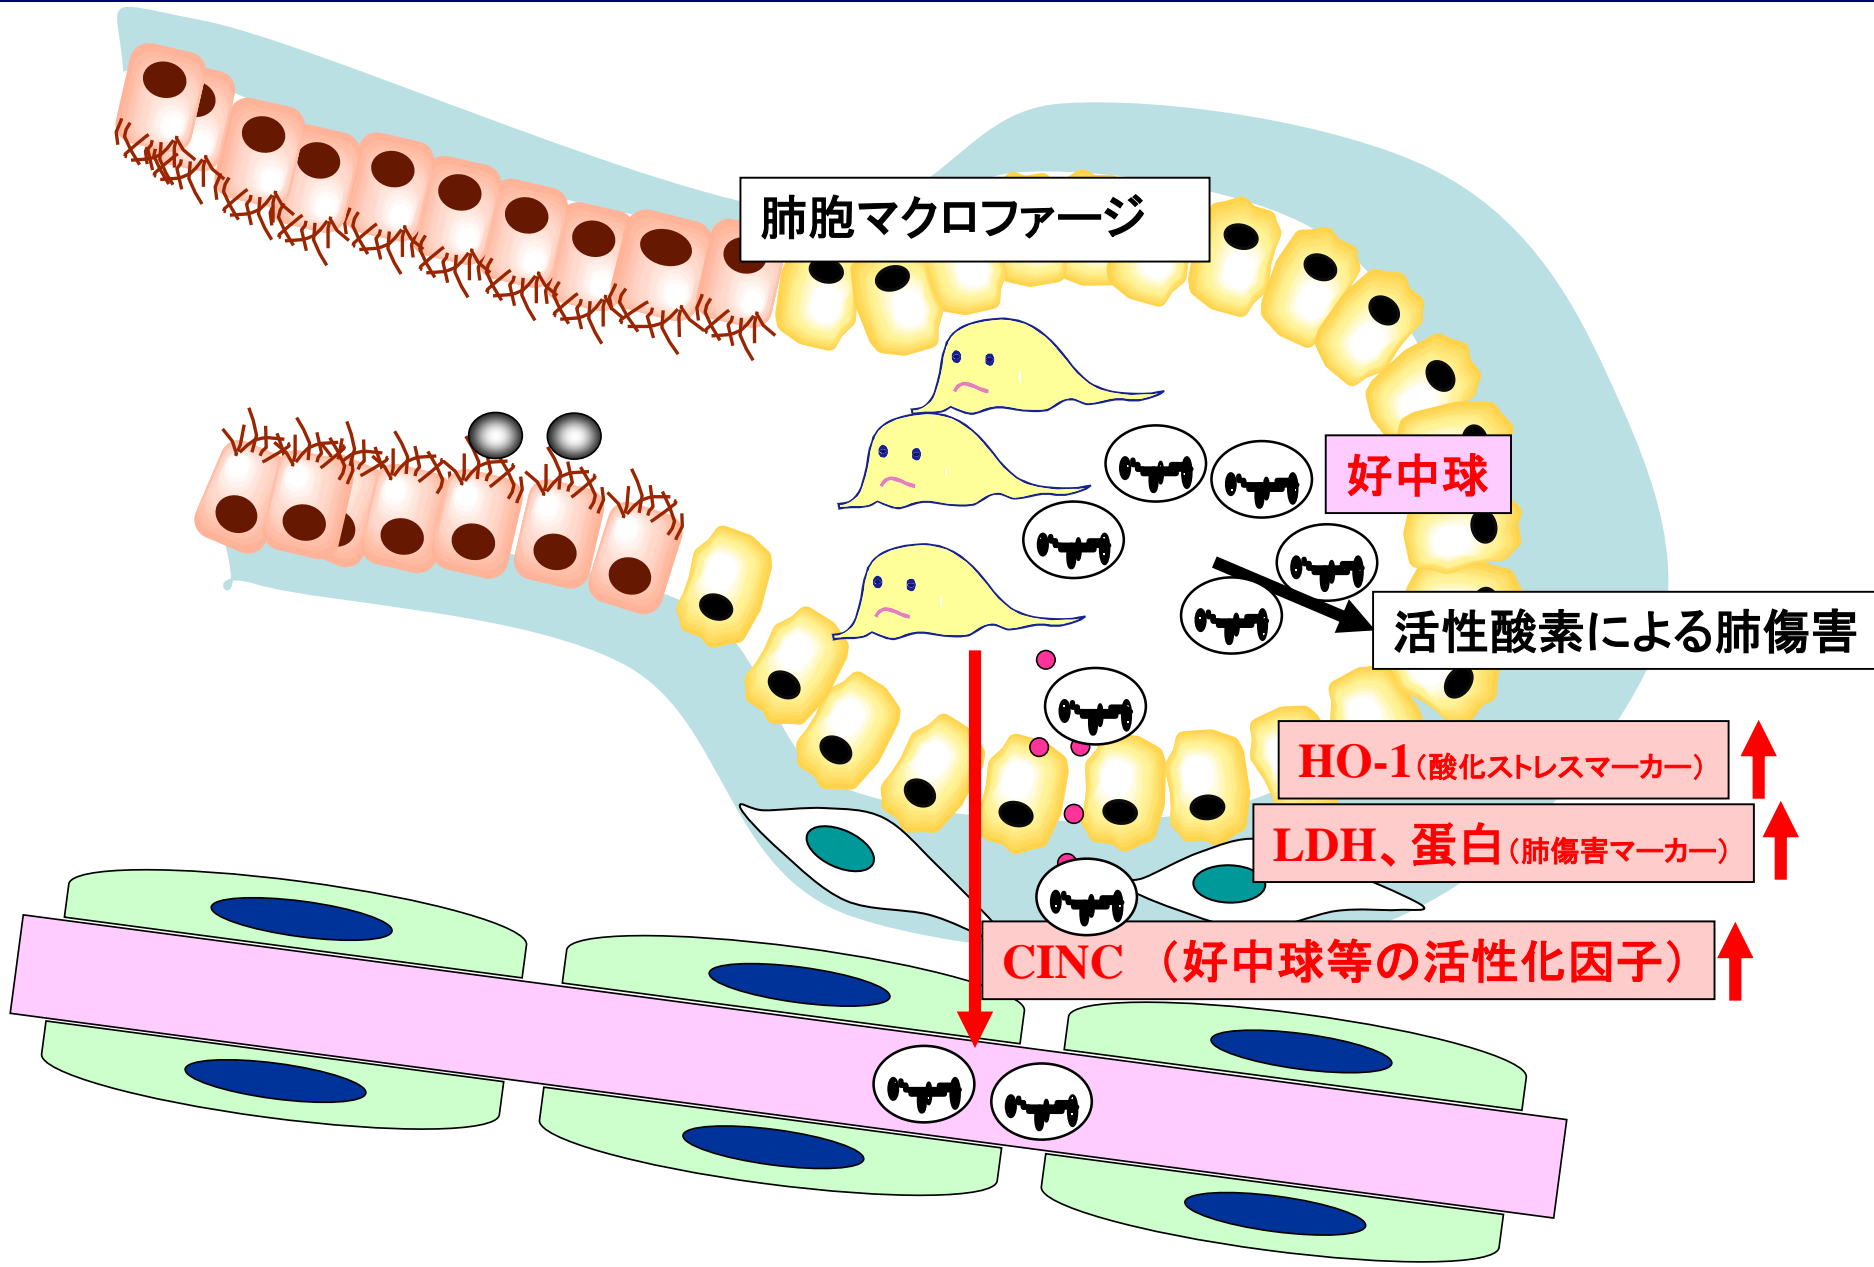 肺胞マクロファージ
好中球
活性酸素による肺傷害
HO-1(酸化ストレスマーカー)
LDH、蛋白(肺傷害マーカー)
CINC (好中球等の活性化因子)